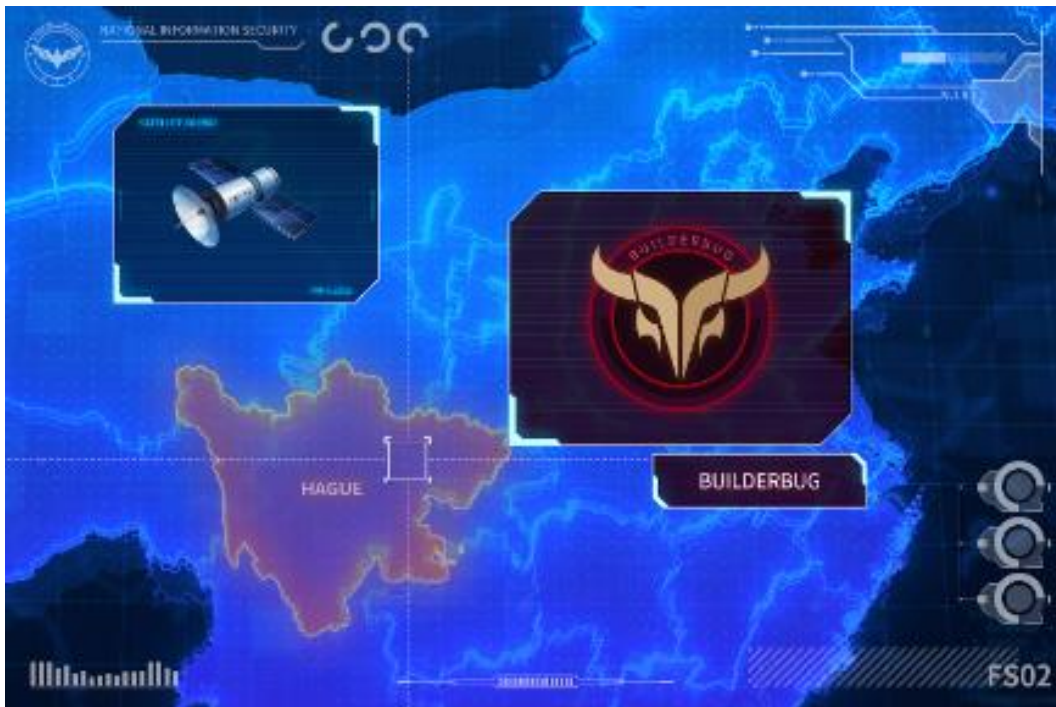 NATIONAL INFORMATION SECURITY
BUILDERBUG
HAGUE
BUILDERBUG
FS02